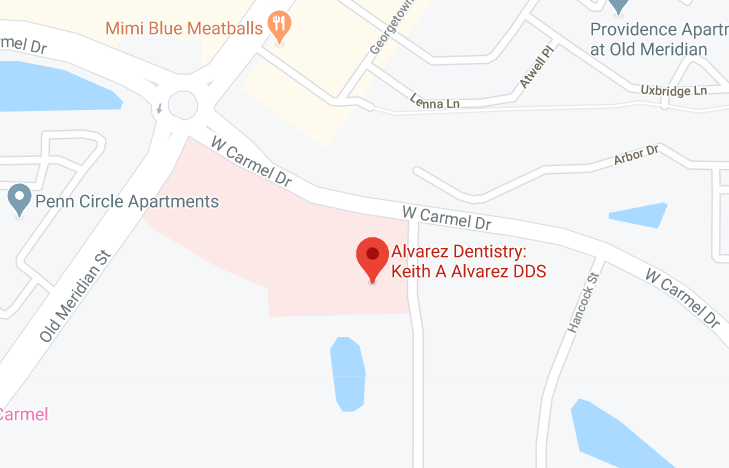 Mimi Blue Meatballs
Georgetown
Providence Apartm
at Old Meridian
rmel Dr
Atwell Pl
Lenna Ln
Uxbridge Ln
W Carmel Dr
Arbor Dr
Penn Circle Apartments
W Carmel Dr
Alvarez Dentistry:
Keith A Alvarez DDS
Old Meridian St
Hancock St
W Carmel Dr
Carmel